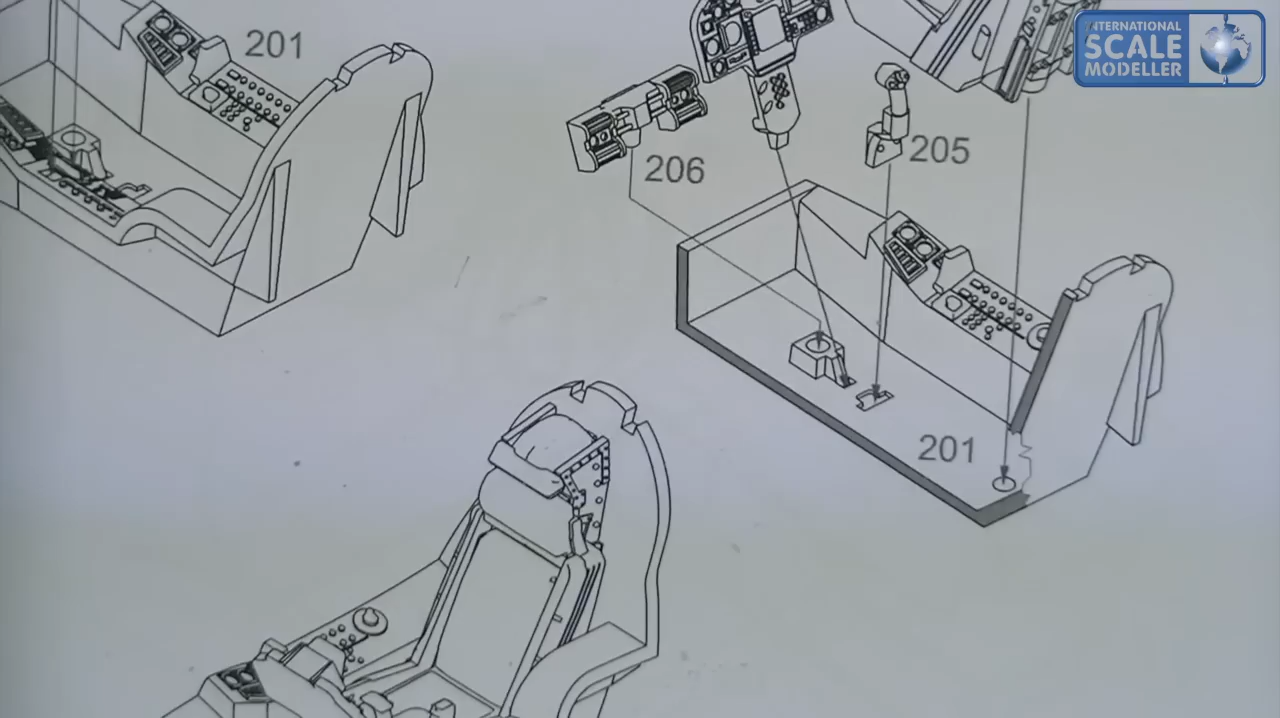 201
206
205
201
INTERNATIONAL
SCALE
MODELLER